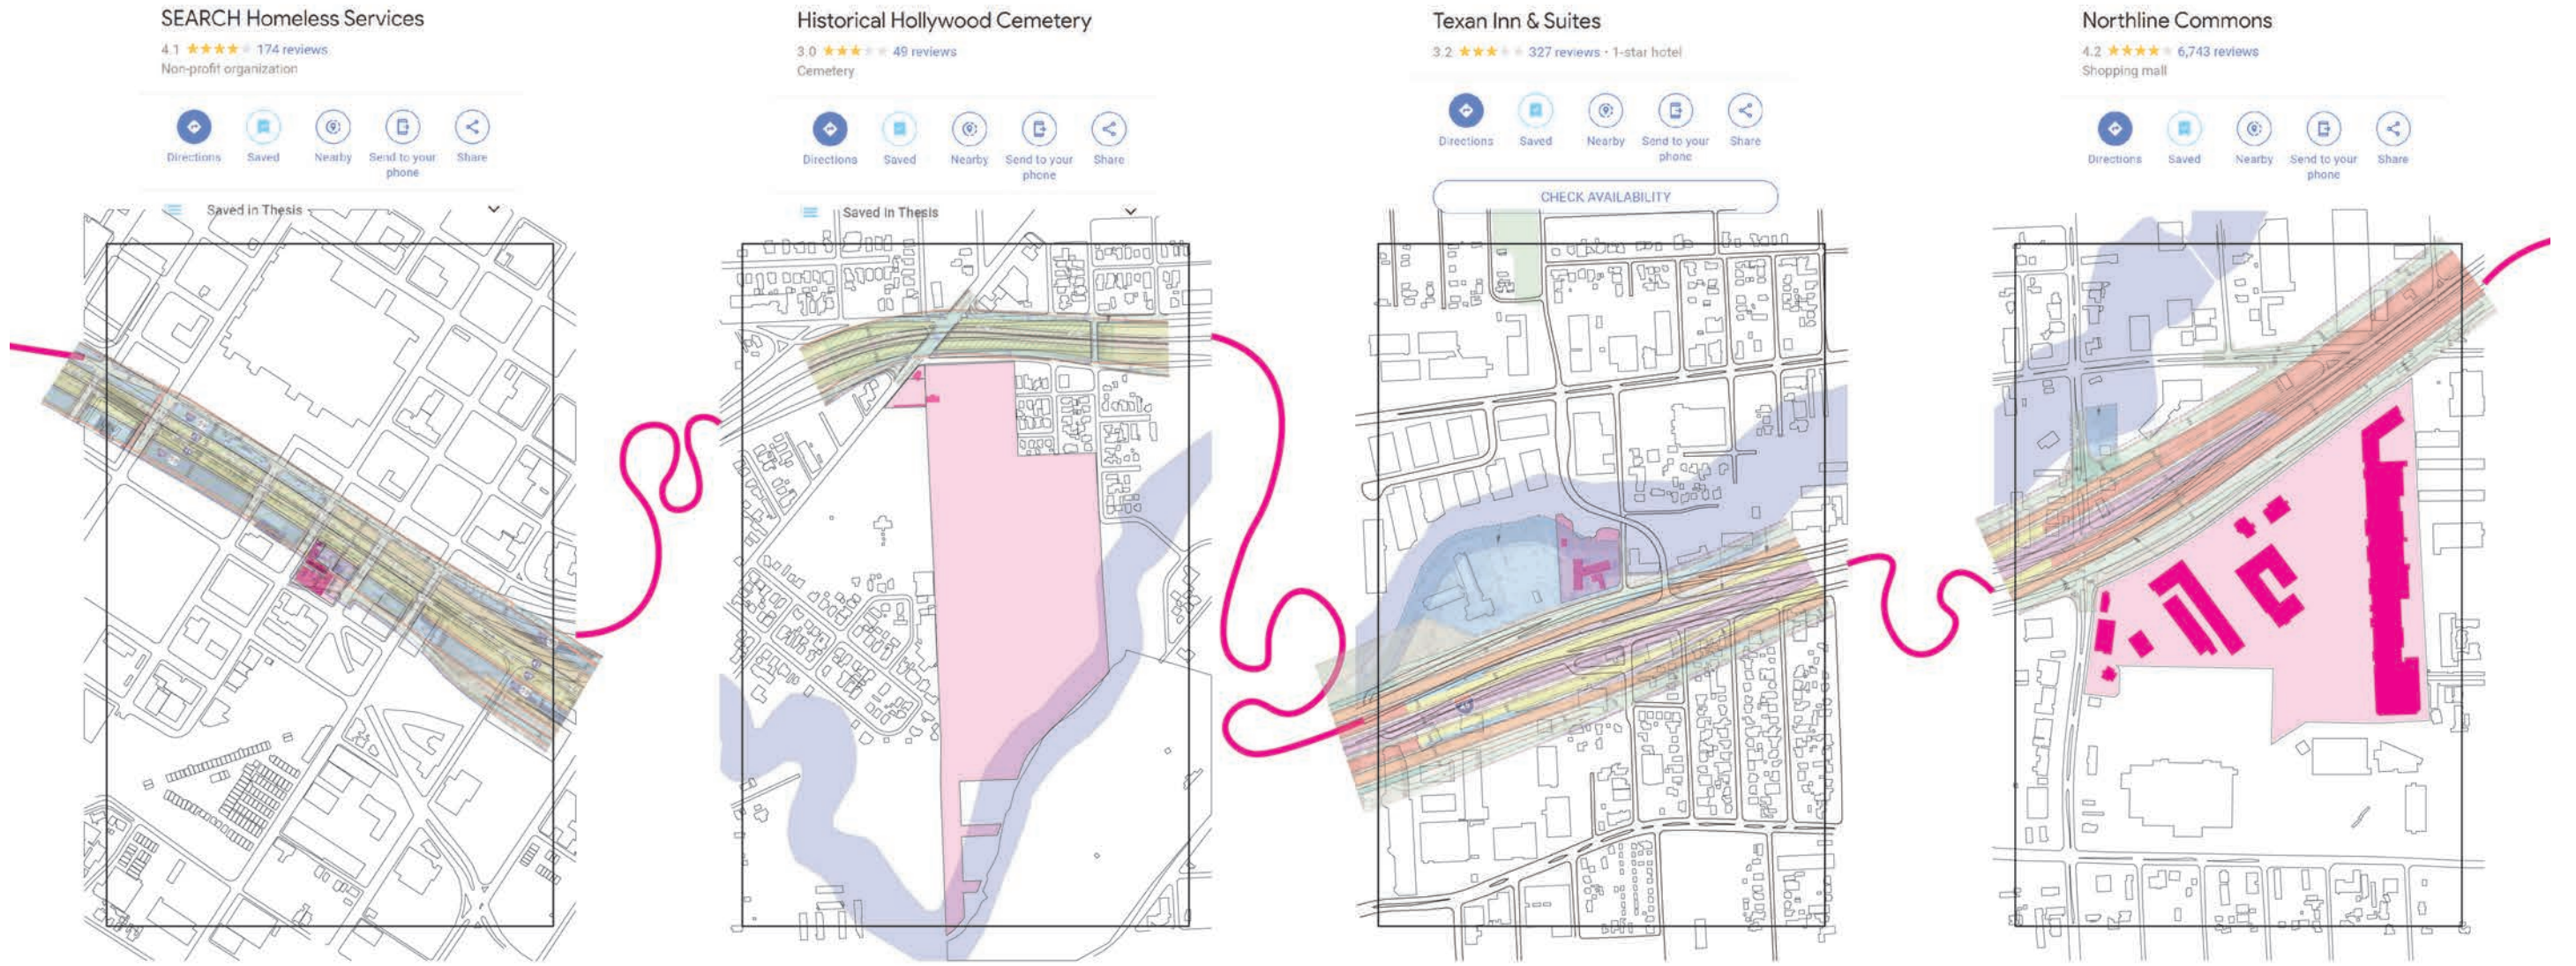 SEARCH Homeless Services
4.1 174 reviews
Non-profit organization
Directions Saved Nearby Send to your phone Share
Saved in Thesis
Historical Hollywood Cemetery
3.0 49 reviews
Cemetery
Directions Saved Nearby Send to your phone Share
Saved in Thesis
Texan Inn & Suites
3.2 327 reviews · 1-star hotel
Directions Saved Nearby Send to your phone Share
CHECK AVAILABILITY
Northline Commons
4.2 6,743 reviews
Shopping mall
Directions Saved Nearby Send to your phone Share